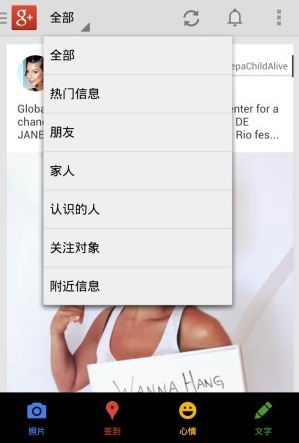 g+ 全部
全部
热门信息
朋友
家人
认识的人
关注对象
附近信息
epaChildAlive
Globa
enter for a
chan
DE
JANE
Rio fes...
WANNA HANG
照片 签到 心情 文字